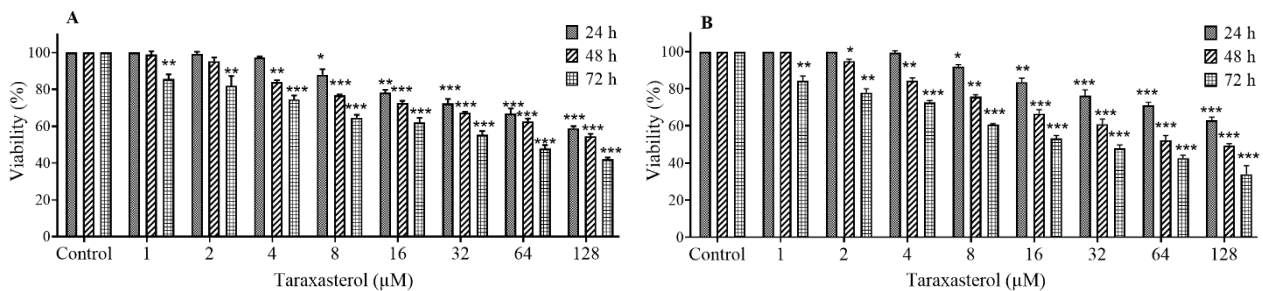 A
24 h
48 h
72 h
100
80
60
40
20
0
Viability (%)
** ** ** *** * *** *** ** *** *** *** *** *** *** *** *** *** *** ***
Control 1 2 4 8 16 32 64 128
Taraxasterol (µM)
B
24 h
48 h
72 h
100
80
60
40
20
0
Viability (%)
** * ** ** *** * ** *** ** *** *** *** *** *** *** *** *** *** *** ***
Control 1 2 4 8 16 32 64 128
Taraxasterol (µM)